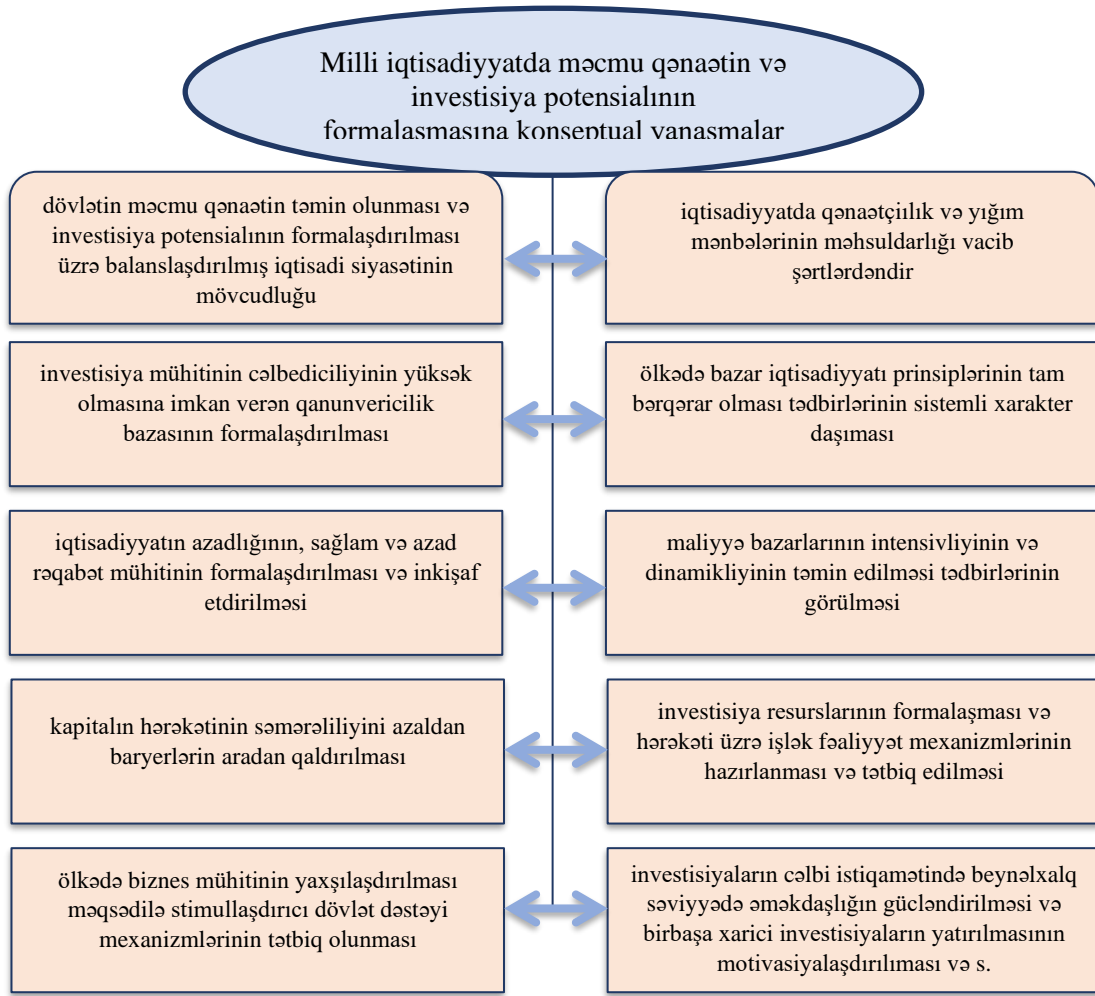 Milli iqtisadiyyatda məcmu qənaətin və
investisiya potensialının
formalaşmasına konseptual yanaşmalar
dövlətin məcmu qənaətin təmin olunması və
investisiya potensialının formalaşdırılması
üzrə balanslaşdırılmış iqtisadi siyasətinin
mövcudluğu
iqtisadiyyatda qənaətçiılik və yığım
mənbələrinin məhsuldarlığı vacib
şərtlərdəndir
investisiya mühitinin cəlbediciliyinin yüksək
olmasına imkan verən qanunvericilik
bazasının formalaşdırılması
ölkədə bazar iqtisadiyyatı prinsiplərinin tam
bərqərar olması tədbirlərinin sistemli xarakter
daşıması
iqtisadiyyatın azadlığının, sağlam və azad
rəqabət mühitinin formalaşdırılması və inkişaf
etdirilməsi
maliyyə bazarlarının intensivliyinin və
dinamikliyinin təmin edilməsi tədbirlərinin
görülməsi
kapitalın hərəkətinin səmərəliliyini azaldan
baryerlərin aradan qaldırılması
investisiya resurslarının formalaşması və
hərəkəti üzrə işlək fəaliyyət mexanizmlərinin
hazırlanması və tətbiq edilməsi
ölkədə biznes mühitinin yaxşılaşdırılması
məqsədilə stimullaşdırıcı dövlət dəstəyi
mexanizmlərinin tətbiq olunması
investisiyaların cəlbi istiqamətində beynəlxalq
səviyyədə əməkdaşlığın gücləndirilməsi və
birbaşa xarici investisiyaların yatırılmasının
motivasiyalaşdırılıması və s.